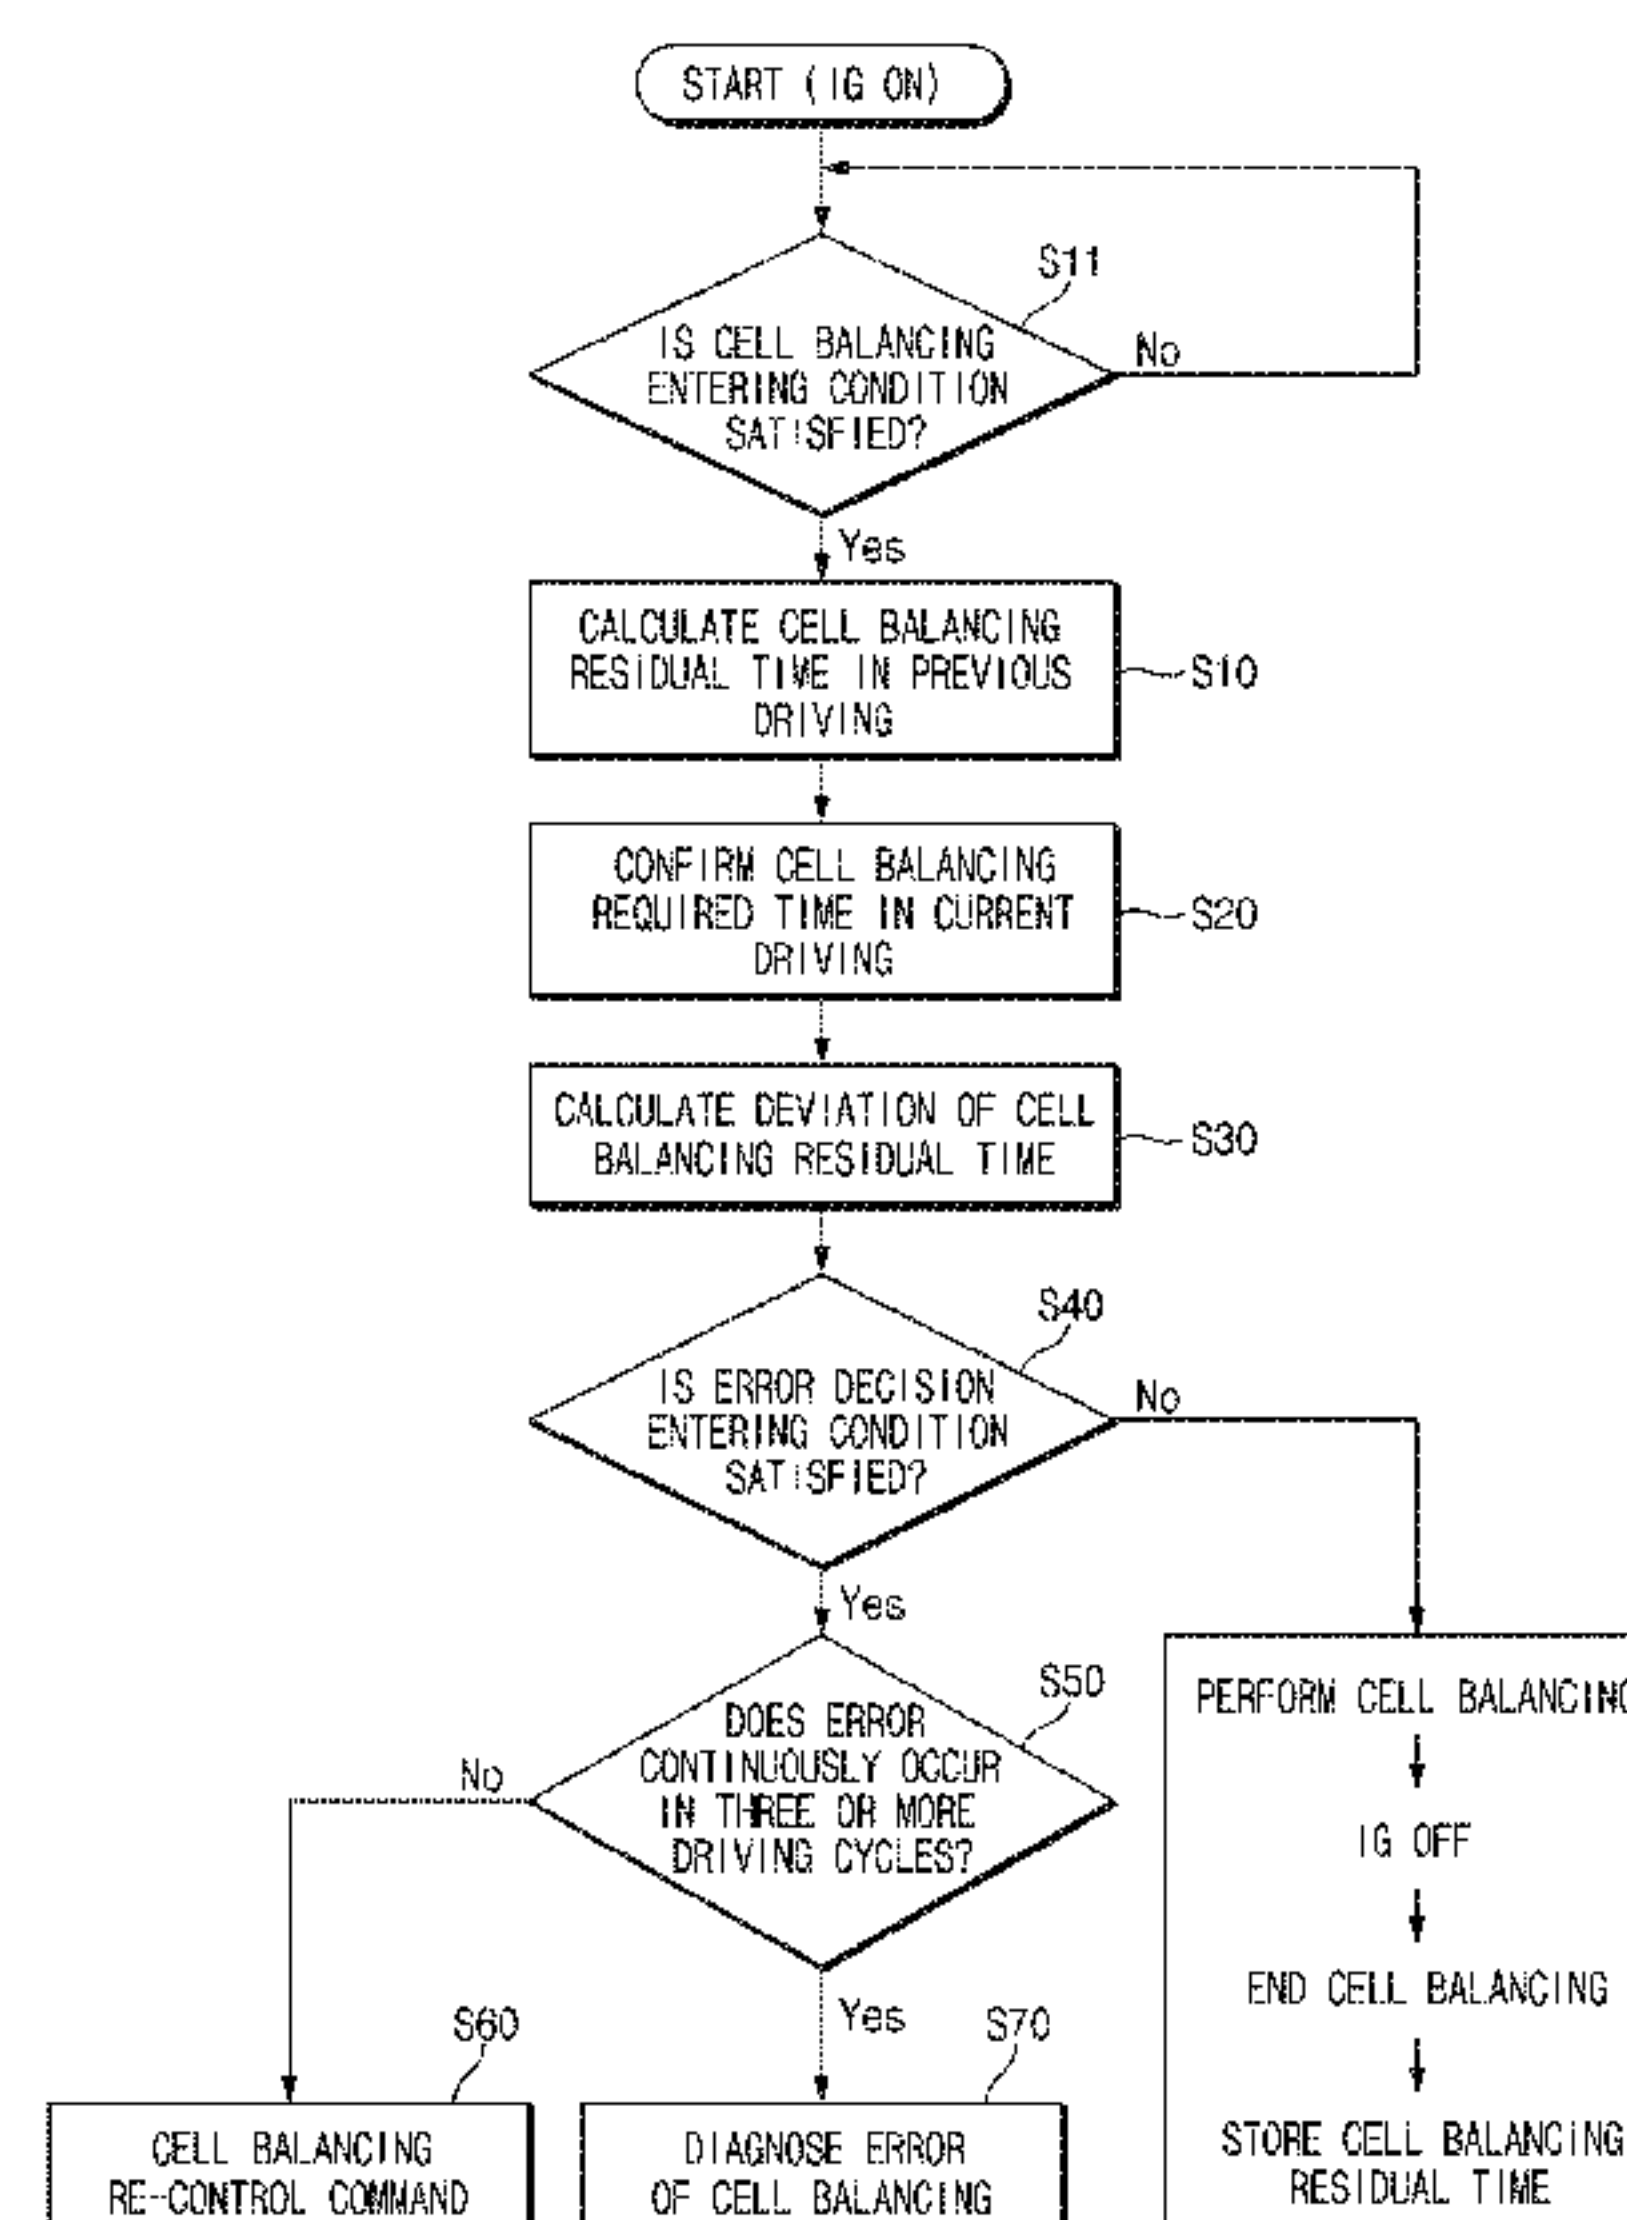 START (IG ON)
S11
IS CELL BALANCING
ENTERING CONDITION
SATISFIED?
No
Yes
CALCULATE CELL BALANCING
RESIDUAL TIME IN PREVIOUS
DRIVING
S10
CONFIRM CELL BALANCING
REQUIRED TIME IN CURRENT
DRIVING
S20
CALCULATE DEVIATION OF CELL
BALANCING RESIDUAL TIME
S30
S40
IS ERROR DECISION
ENTERING CONDITION
SATISFIED?
No
Yes
S50
DOES ERROR
CONTINUOUSLY OCCUR
IN THREE OR MORE
DRIVING CYCLES?
No
Yes
S60
CELL BALANCING
RE-CONTROL COMMAND
S70
DIAGNOSE ERROR
OF CELL BALANCING
PERFORM CELL BALANCING
IG OFF
END CELL BALANCING
STORE CELL BALANCING
RESIDUAL TIME